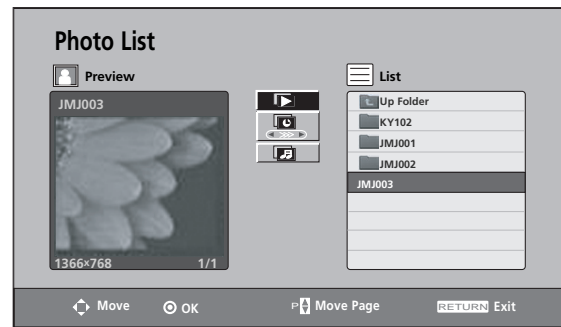 Photo List
Preview
JMJ003
1366×768 1/1
List
Up Folder
KY102
JMJ001
JMJ002
JMJ003
Move OK P Move Page RETURN Exit